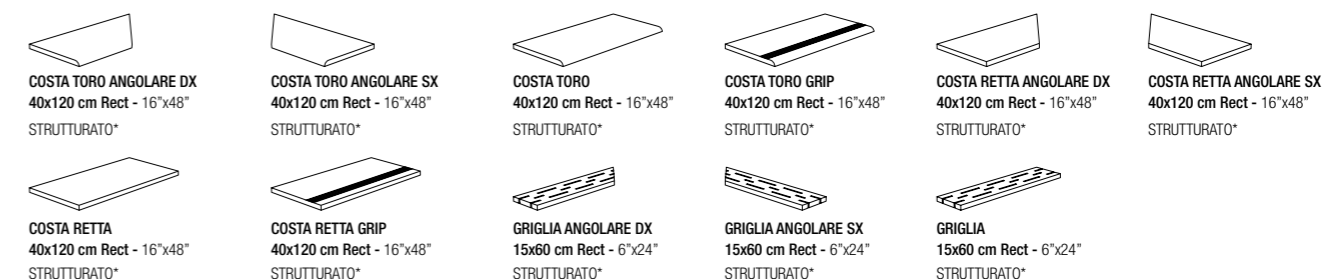 COSTA TORO ANGOLARE DX
40x120 cm Rect - 16”x48”
STRUTTURATO*
COSTA TORO ANGOLARE SX
40x120 cm Rect - 16”x48”
STRUTTURATO*
COSTA TORO
40x120 cm Rect - 16”x48”
STRUTTURATO*
COSTA TORO GRIP
40x120 cm Rect - 16”x48”
STRUTTURATO*
COSTA RETTA ANGOLARE DX
40x120 cm Rect - 16”x48”
STRUTTURATO*
COSTA RETTA ANGOLARE SX
40x120 cm Rect - 16”x48”
STRUTTURATO*
COSTA RETTA
40x120 cm Rect - 16”x48”
STRUTTURATO*
COSTA RETTA GRIP
40x120 cm Rect - 16”x48”
STRUTTURATO*
GRIGLIA ANGOLARE DX
15x60 cm Rect - 6”x24”
STRUTTURATO*
GRIGLIA ANGOLARE SX
15x60 cm Rect - 6”x24”
STRUTTURATO*
GRIGLIA
15x60 cm Rect - 6”x24”
STRUTTURATO*